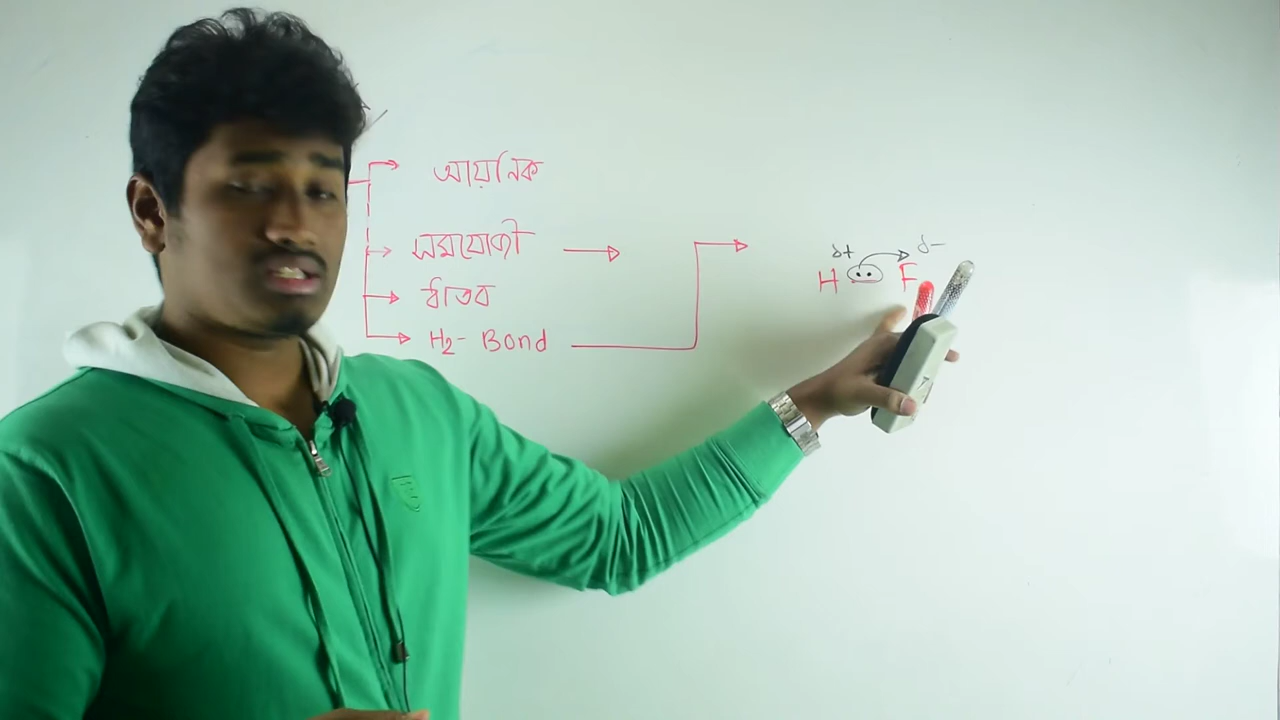 আয়নিক
সমযোজী
ধাতব
H₂- Bond
δ+ δ-
H F